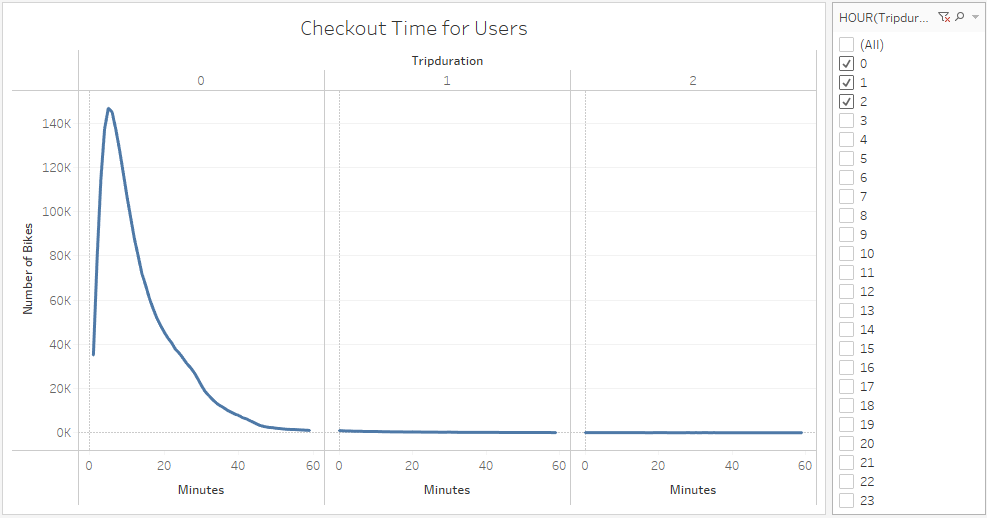 Checkout Time for Users
Tripduration
0 1 2
140K
120K
100K
80K
60K
40K
20K
0K
Number of Bikes
0 20 40 60 0 20 40 60 0 20 40 60
Minutes Minutes Minutes
HOUR(Tripdur...
(All)
0
1
2
3
4
5
6
7
8
9
10
11
12
13
14
15
16
17
18
19
20
21
22
23